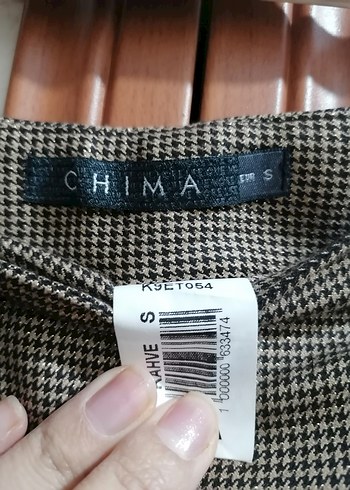 CHIMA
EUR S
K9ET054
KAHVE S
1 000000 633474